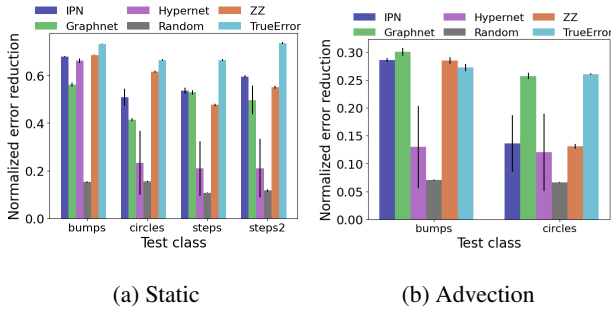 IPN Hypernet ZZ
Graphnet Random TrueError
Normalized error reduction
0.6
0.4
0.2
0.0
bumps circles steps steps2
Test class
(a) Static
IPN Hypernet ZZ
Graphnet Random TrueError
Normalized error reduction
0.30
0.25
0.20
0.15
0.10
0.05
0.00
bumps circles
Test class
(b) Advection